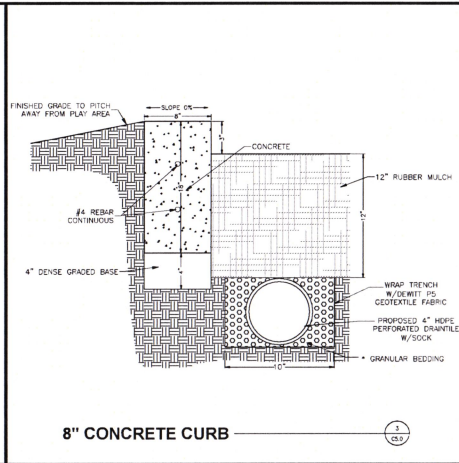 SLOPE 0%
8"
FINISHED GRADE TO PITCH
AWAY FROM PLAY AREA
3"
CONCRETE
12" RUBBER MULCH
18"
12"
#4 REBAR
CONTINUOUS
4" DENSE GRADED BASE
WRAP TRENCH
W/DEWITT P5
GEOTEXTILE FABRIC
PROPOSED 4" HDPE
PERFORATED DRAINTILE
W/SOCK
* GRANULAR BEDDING
10"
8" CONCRETE CURB
3
C5.0